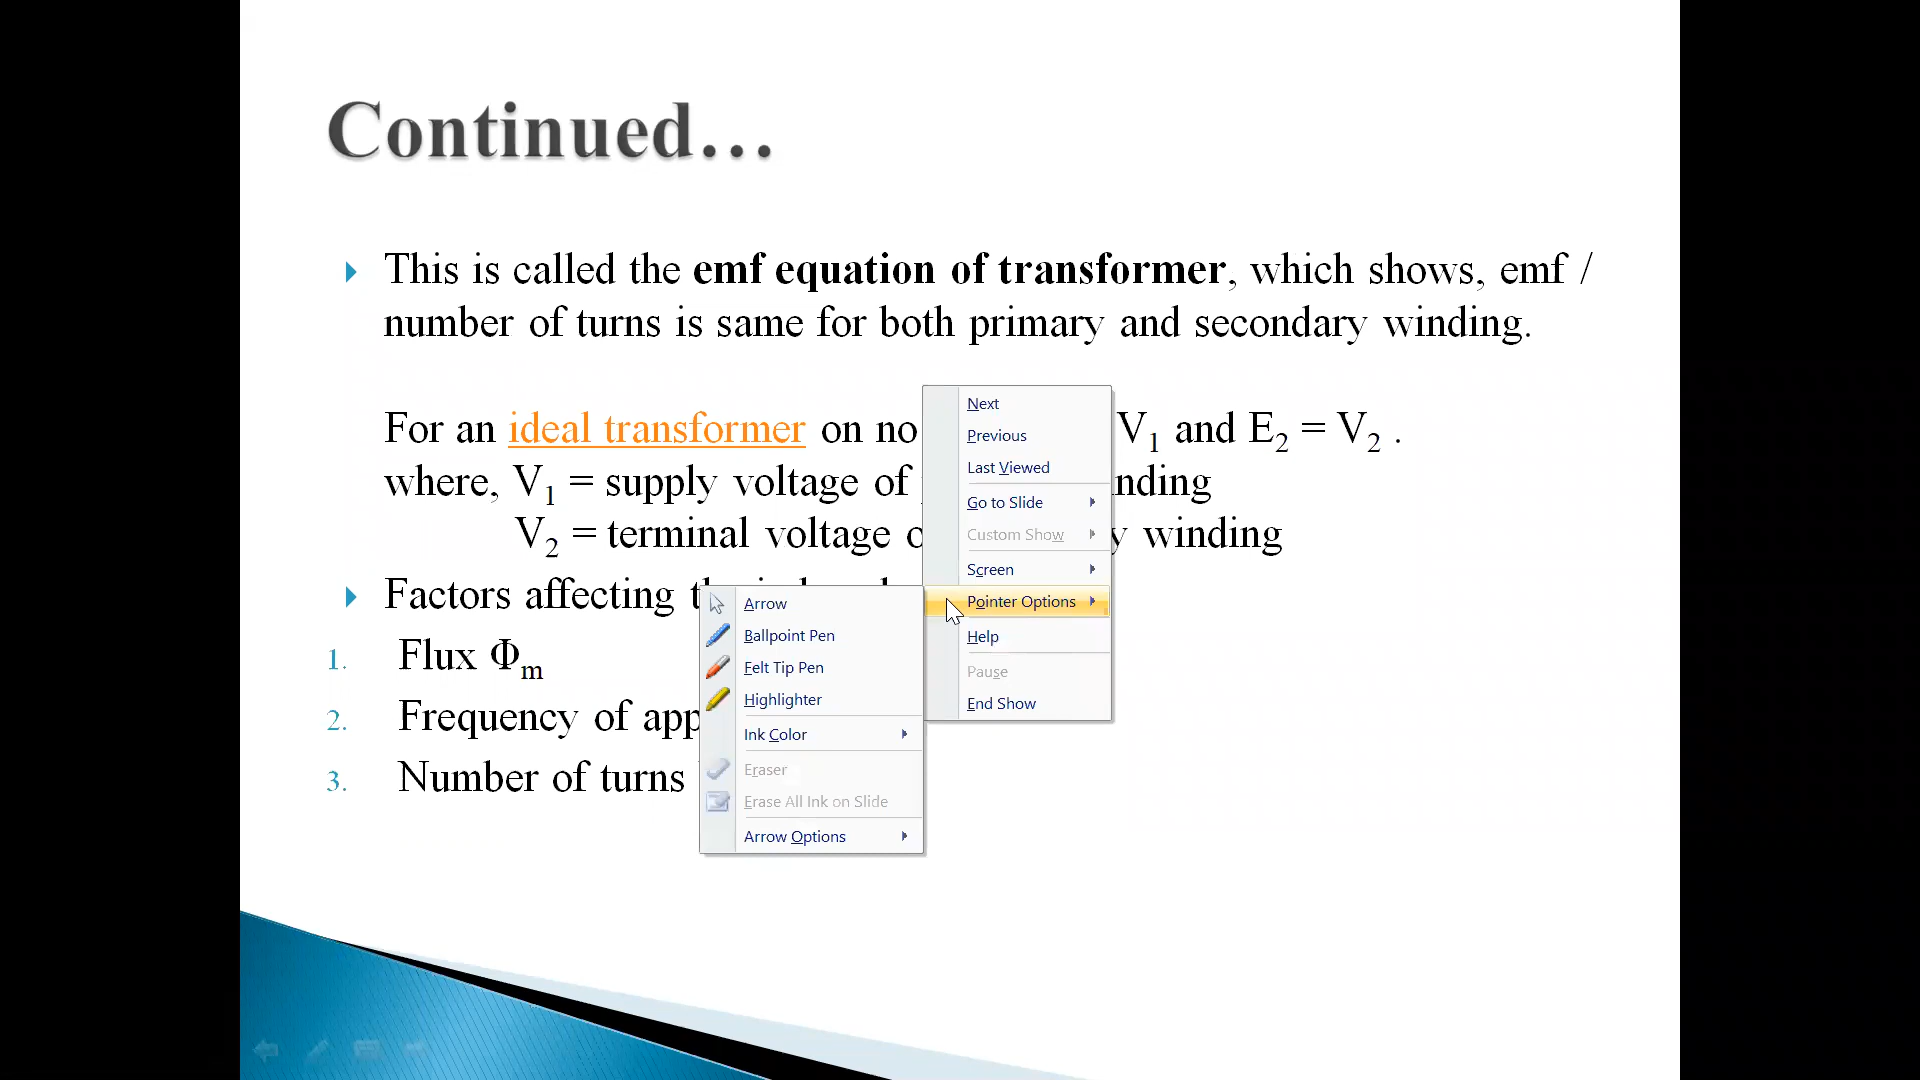 Continued...
This is called the emf equation of transformer, which shows, emf /
number of turns is same for both primary and secondary winding.
For an ideal transformer on no V1 and E2 = V2 .
where, V1 = supply voltage of nding
V2 = terminal voltage y winding
Factors affecting
1. Flux Φm
2. Frequency of app
3. Number of turns
Next
Previous
Last Viewed
Go to Slide
Custom Show
Screen
Pointer Options
Help
Pause
End Show
Arrow
Ballpoint Pen
Felt Tip Pen
Highlighter
Ink Color
Eraser
Erase All Ink on Slide
Arrow Options